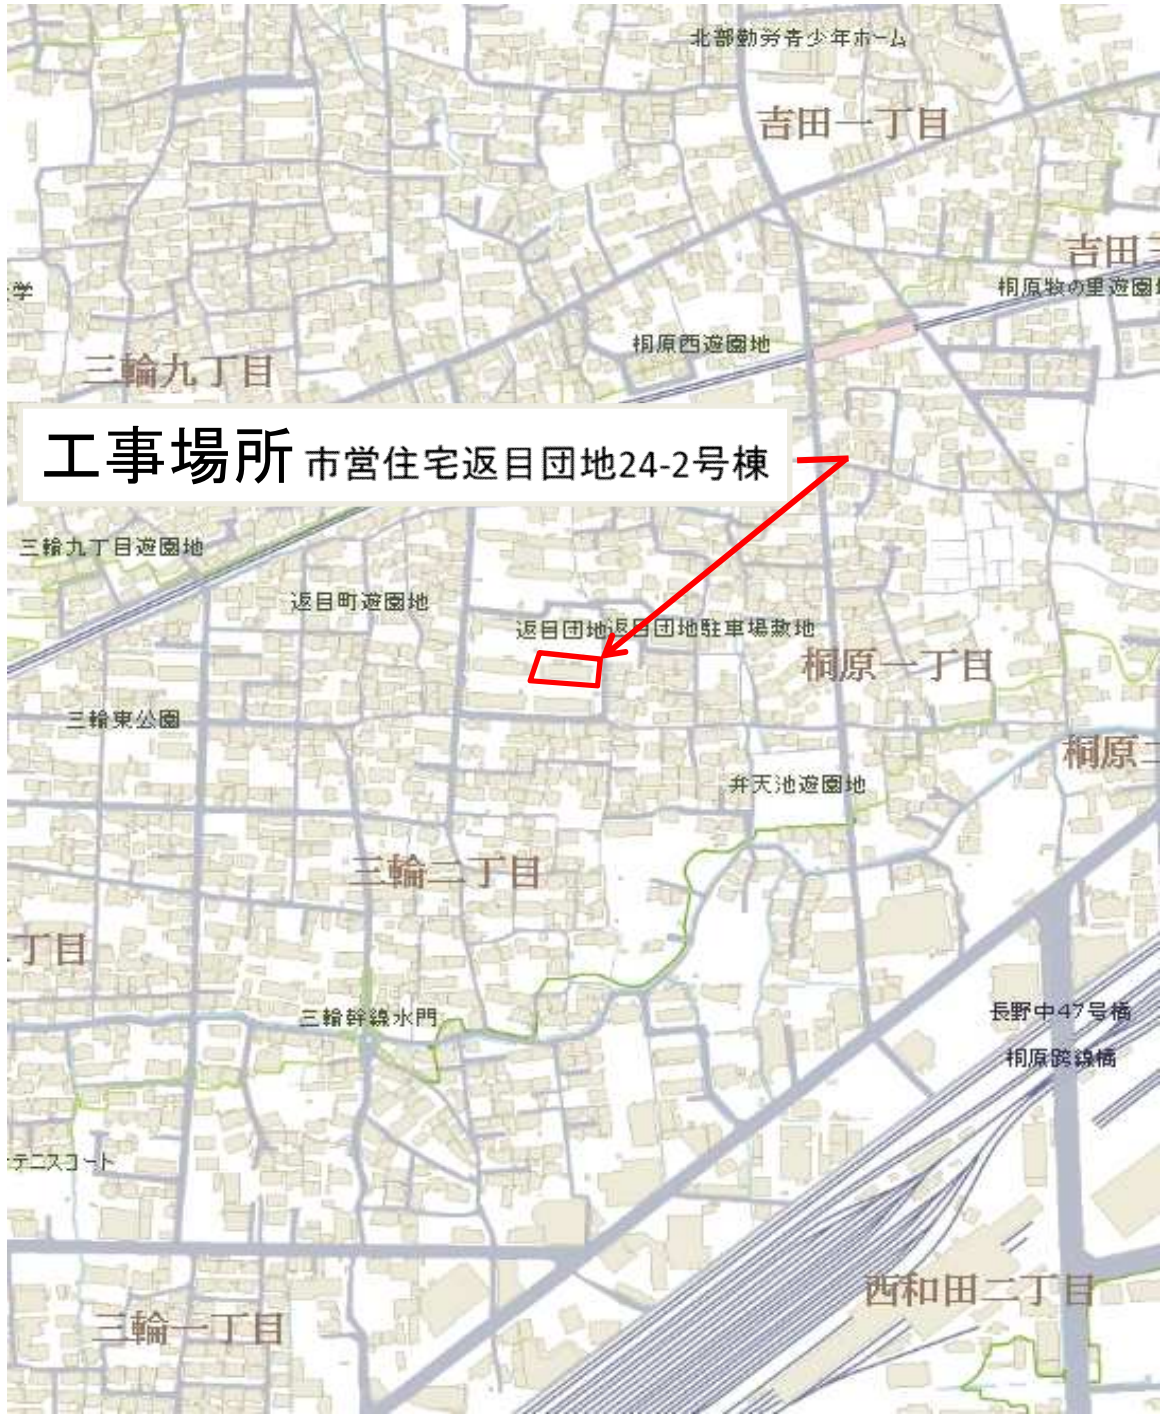 北部勤労青少年ホーム
吉田一丁目
吉田三
学
桐原牧の里遊園地
桐原西遊園地
三輪九丁目
工事場所 市営住宅返目団地24-2号棟
三輪九丁目遊園地
返目町遊園地
返目団地
返目団地駐車場敷地
桐原一丁目
三輪東公園
桐原二
弁天池遊園地
三輪二丁目
丁目
長野中47号橋
三輪幹線水門
桐原跨線橋
テニスコート
西和田二丁目
三輪一丁目